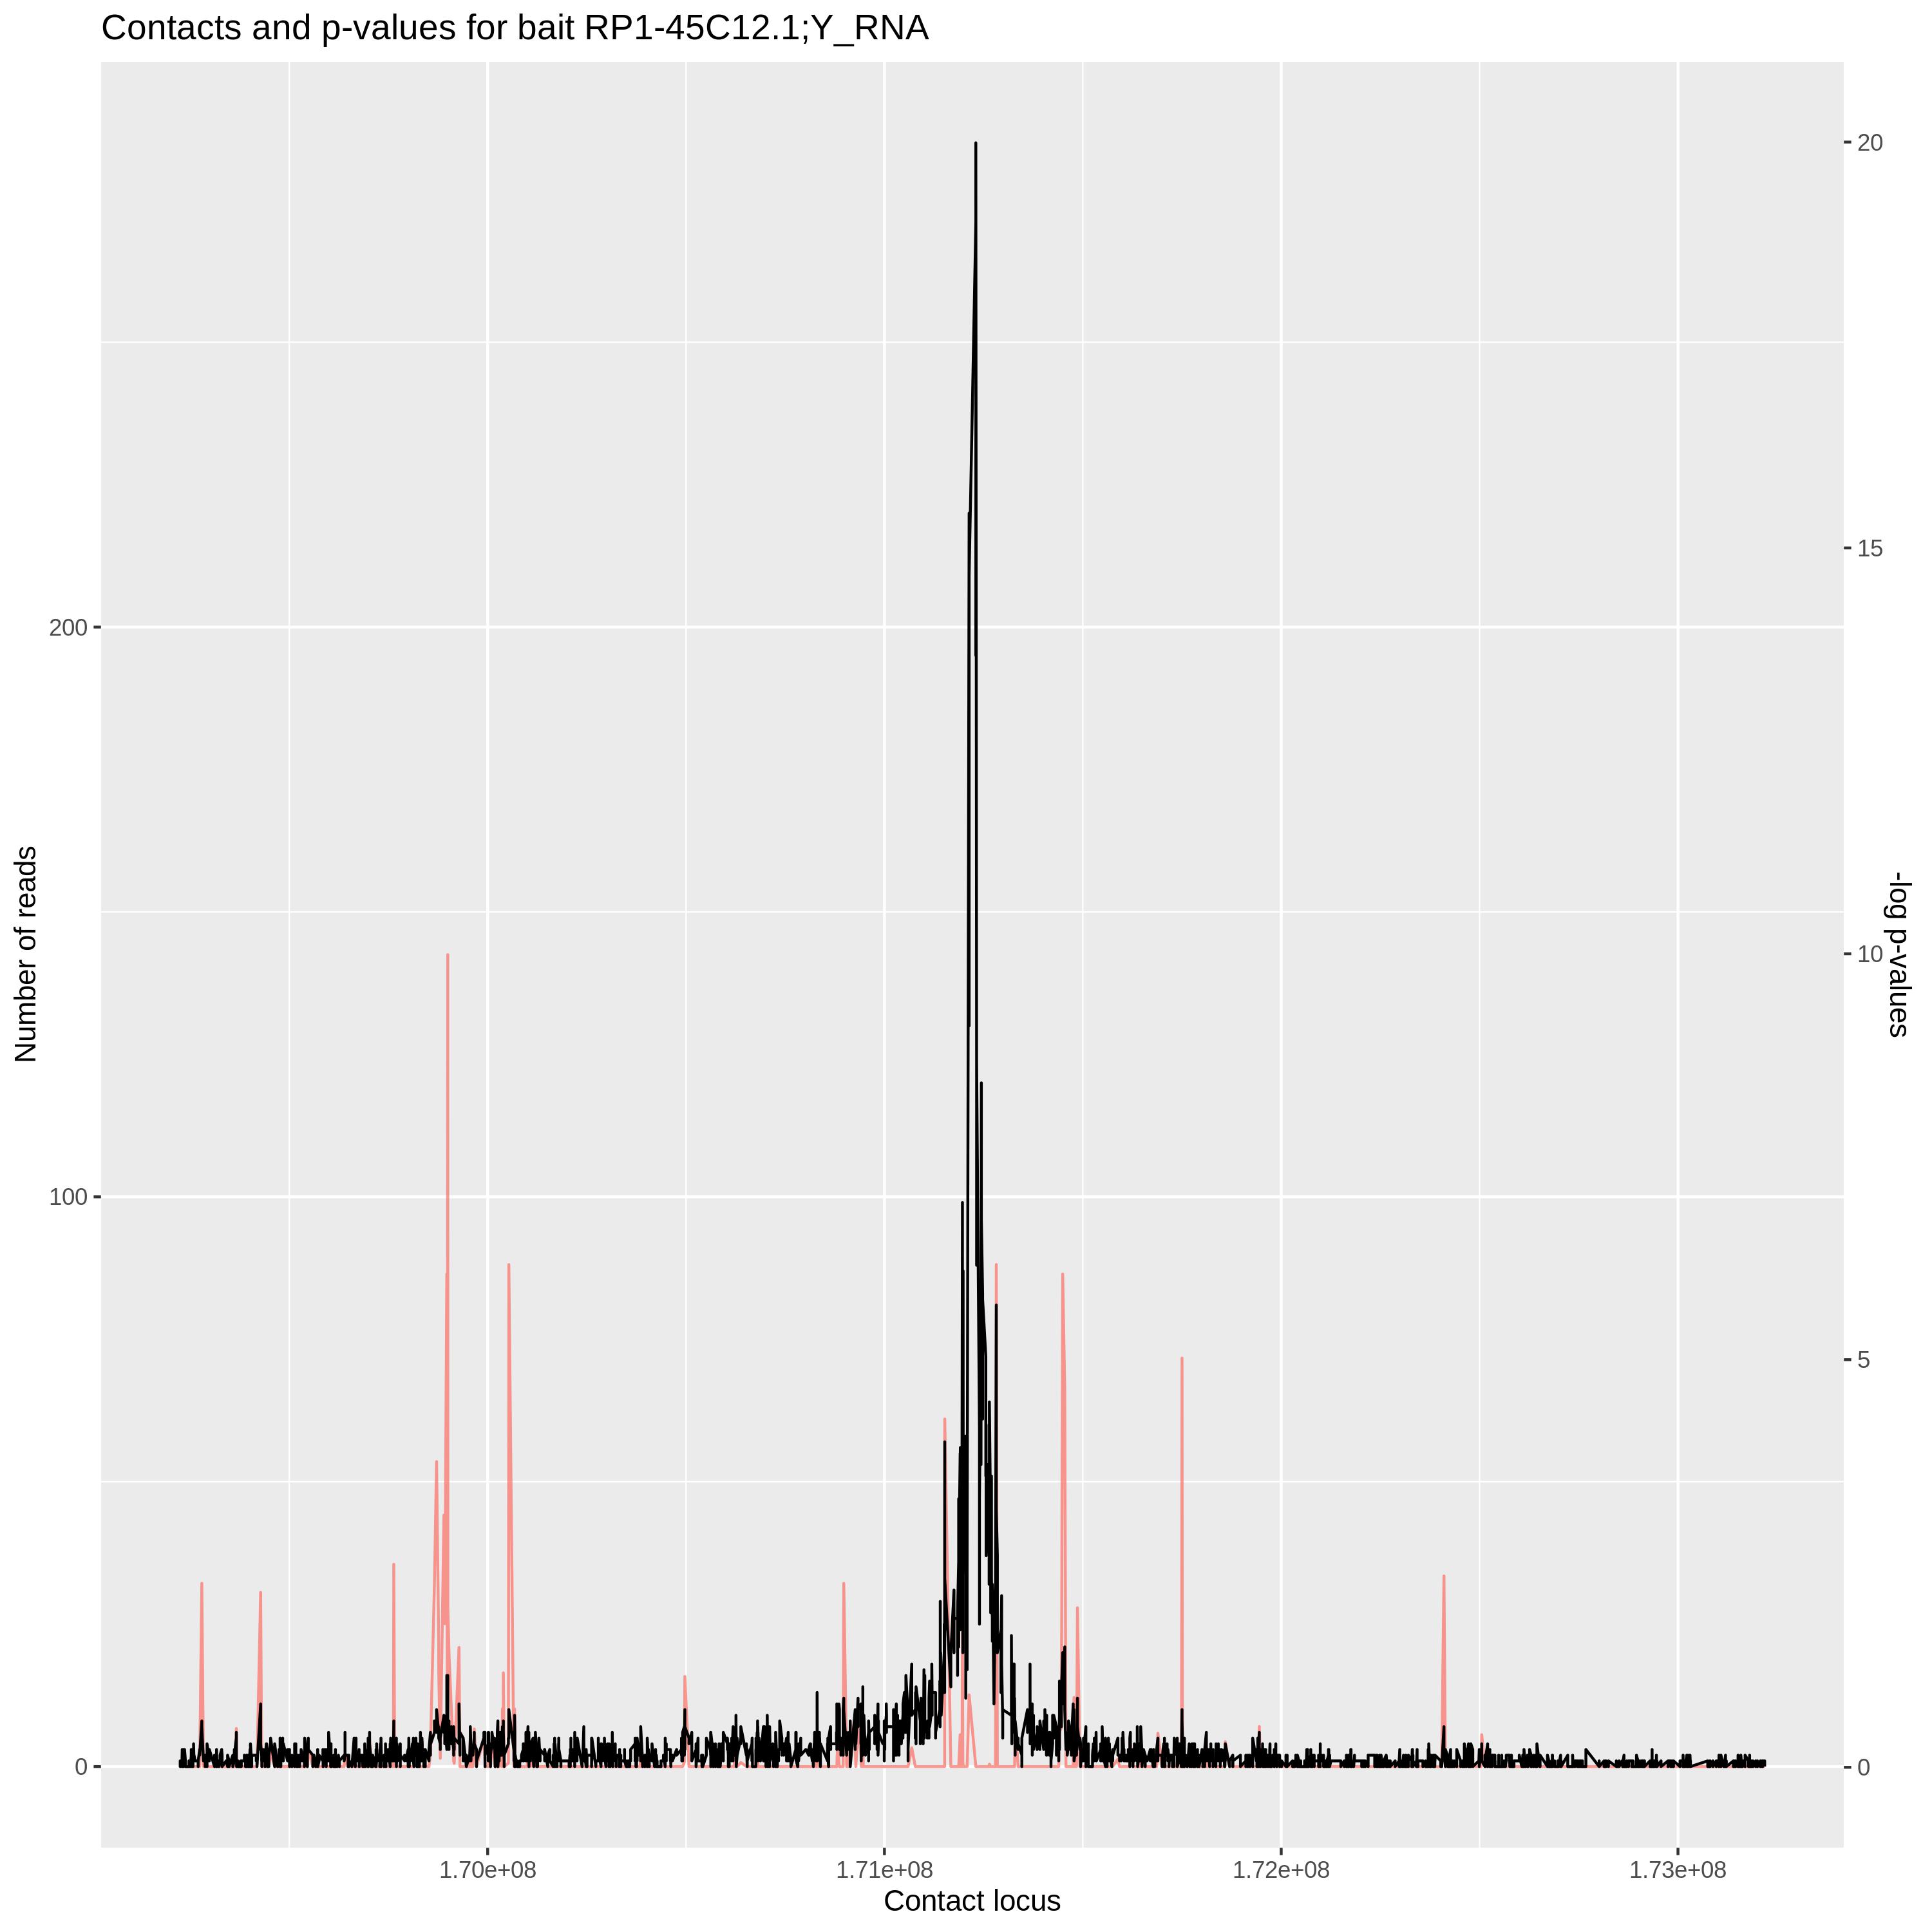 Contacts and p-values for bait RP1-45C12.1;Y_RNA
Number of reads
200
100
0
20
15
10
5
0
-log p-values
1.70e+08
1.71e+08
1.72e+08
1.73e+08
Contact locus